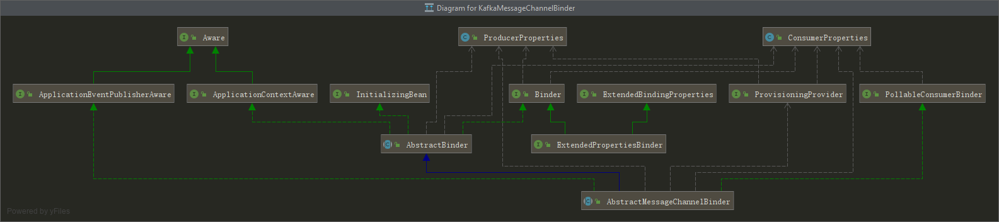 Diagram for KafkaMessageChannelBinder
Aware
ProducerProperties
ConsumerProperties
ApplicationEventPublisherAware
ApplicationContextAware
InitializingBean
Binder
ExtendedBindingProperties
ProvisioningProvider
PollableConsumerBinder
AbstractBinder
ExtendedPropertiesBinder
AbstractMessageChannelBinder
Powered by yFiles